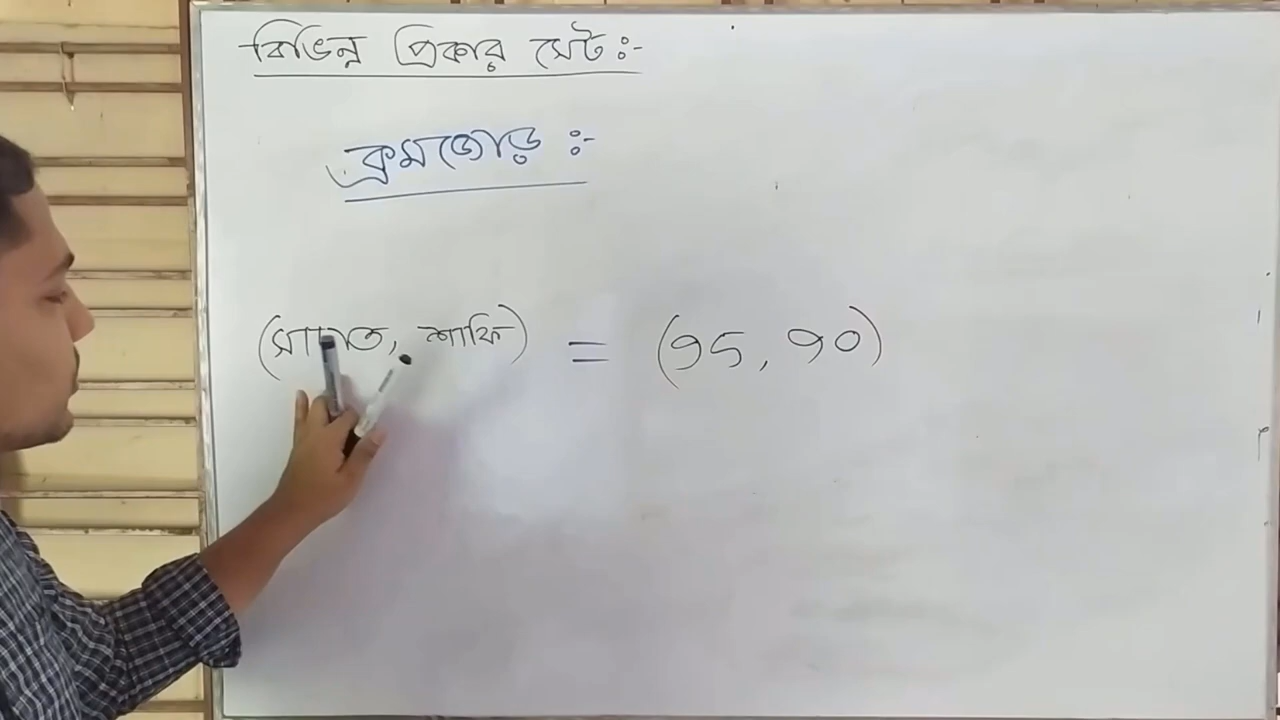 বিভিন্ন প্রকার সেট ঃ-
ক্রমজোড় ঃ-
শাফি) = (95, 90)